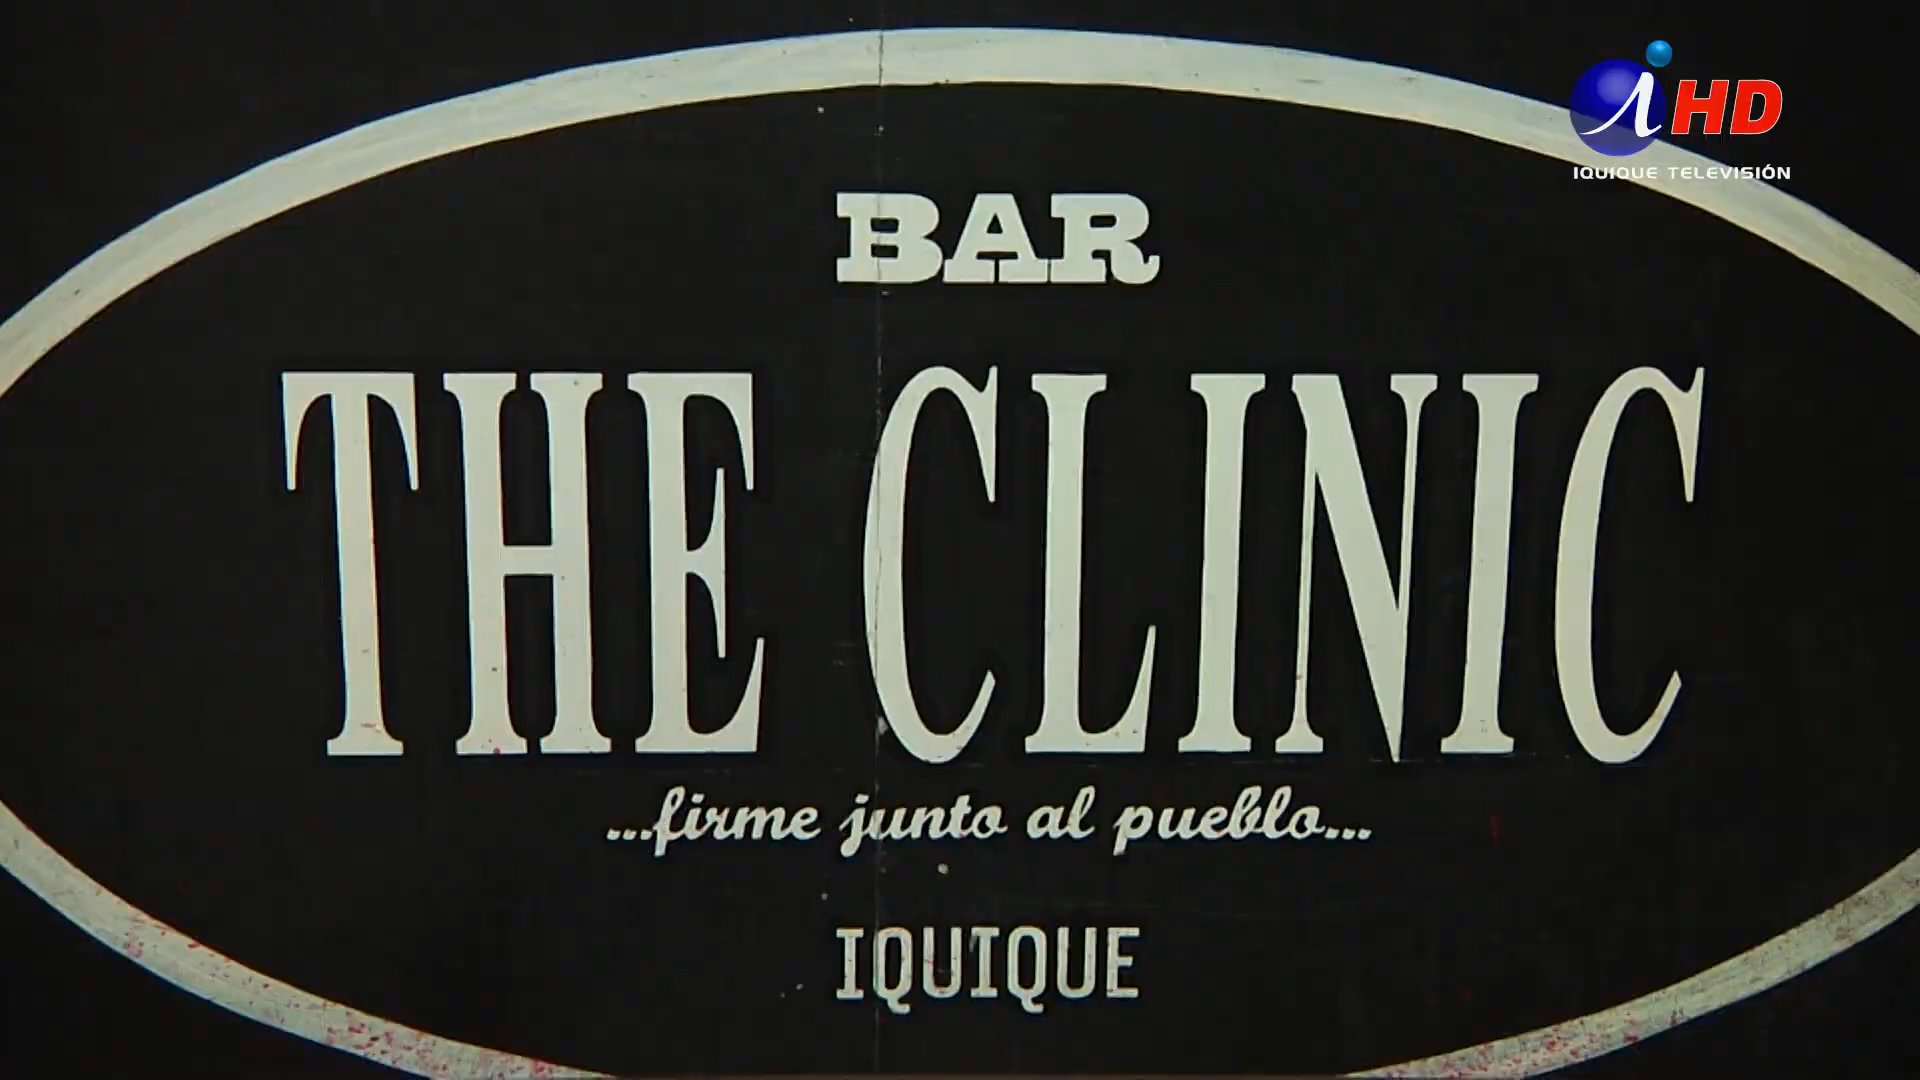 HD
IQUIQUE TELEVISIÓN
BAR
THE CLINIC
...firme junto al pueblo...
IQUIQUE